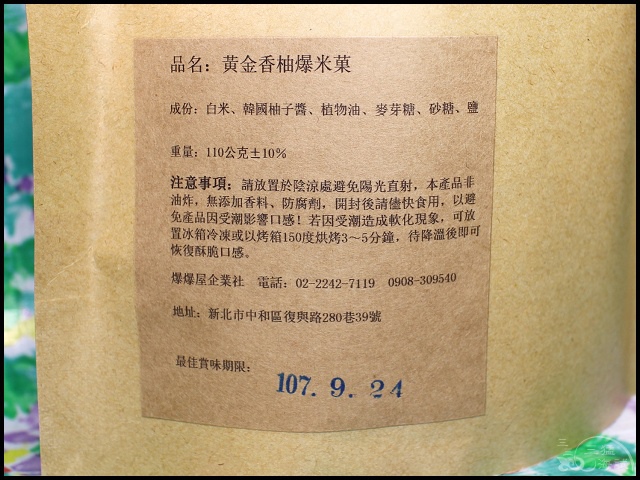 品名：黃金香柚爆米菓
成份：白米、韓國柚子醬、植物油、麥芽糖、砂糖、鹽
重量：110公克±10%
注意事項：請放置於陰涼處避免陽光直射，本產品非
油炸，無添加香料、防腐劑，開封後請儘快食用，以避
免產品因受潮影響口感！若因受潮造成軟化現象，可放
置冰箱冷凍或以烤箱150度烘烤3～5分鐘，待降溫後即可
恢復酥脆口感。
爆爆屋企業社　電話：02-2242-7119　0908-309540
地址：新北市中和區復興路280巷39號
最佳賞味期限：
107. 9. 24